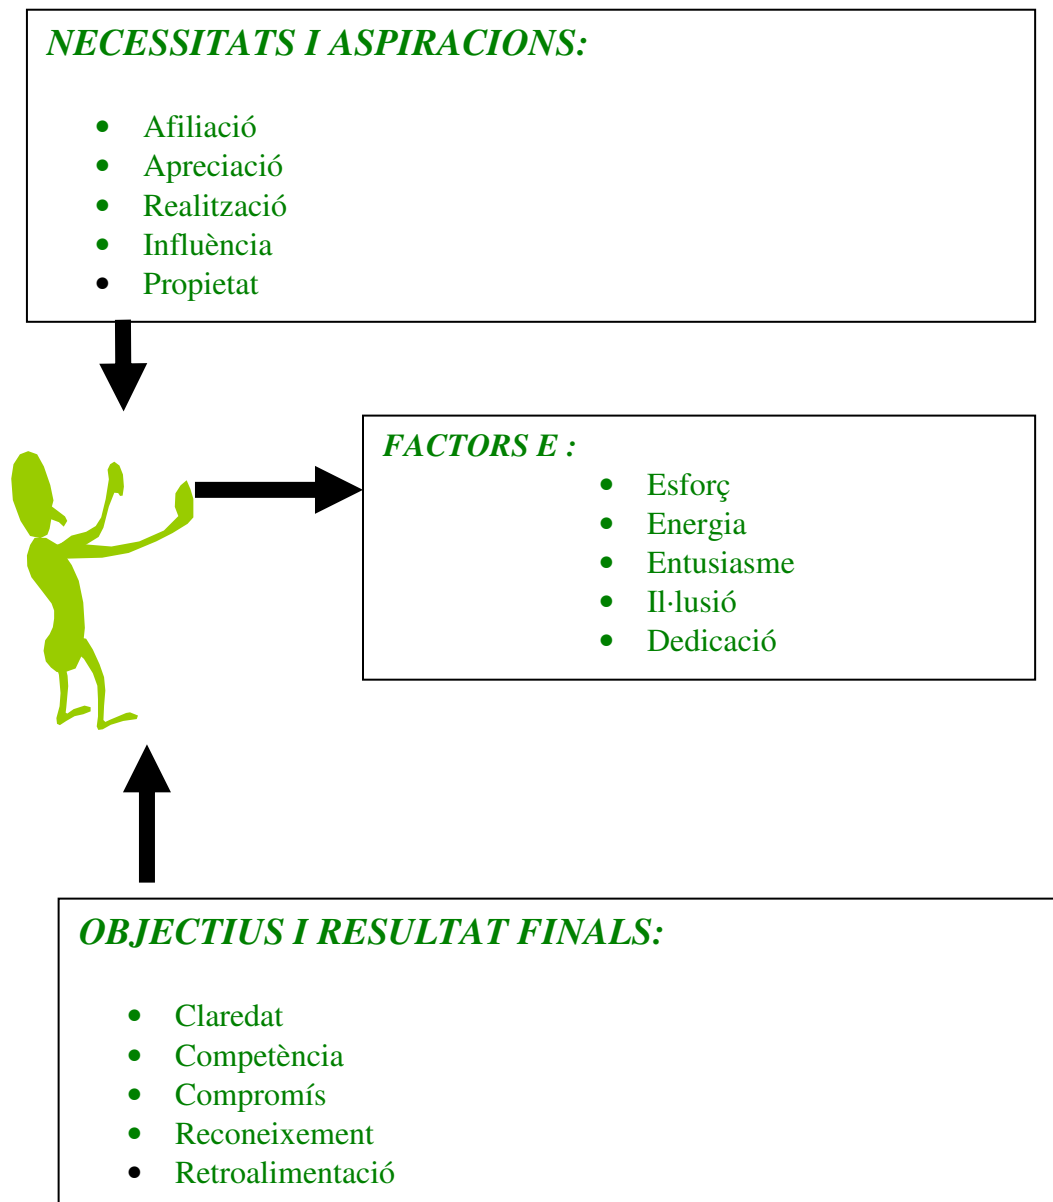 NECESSITATS I ASPIRACIONS:
• Afiliació
• Apreciació
• Realització
• Influència
• Propietat
FACTORS E :
• Esforç
• Energia
• Entusiasme
• Il·lusió
• Dedicació
OBJECTIUS I RESULTAT FINALS:
• Claredat
• Competència
• Compromís
• Reconeixement
• Retroalimentació